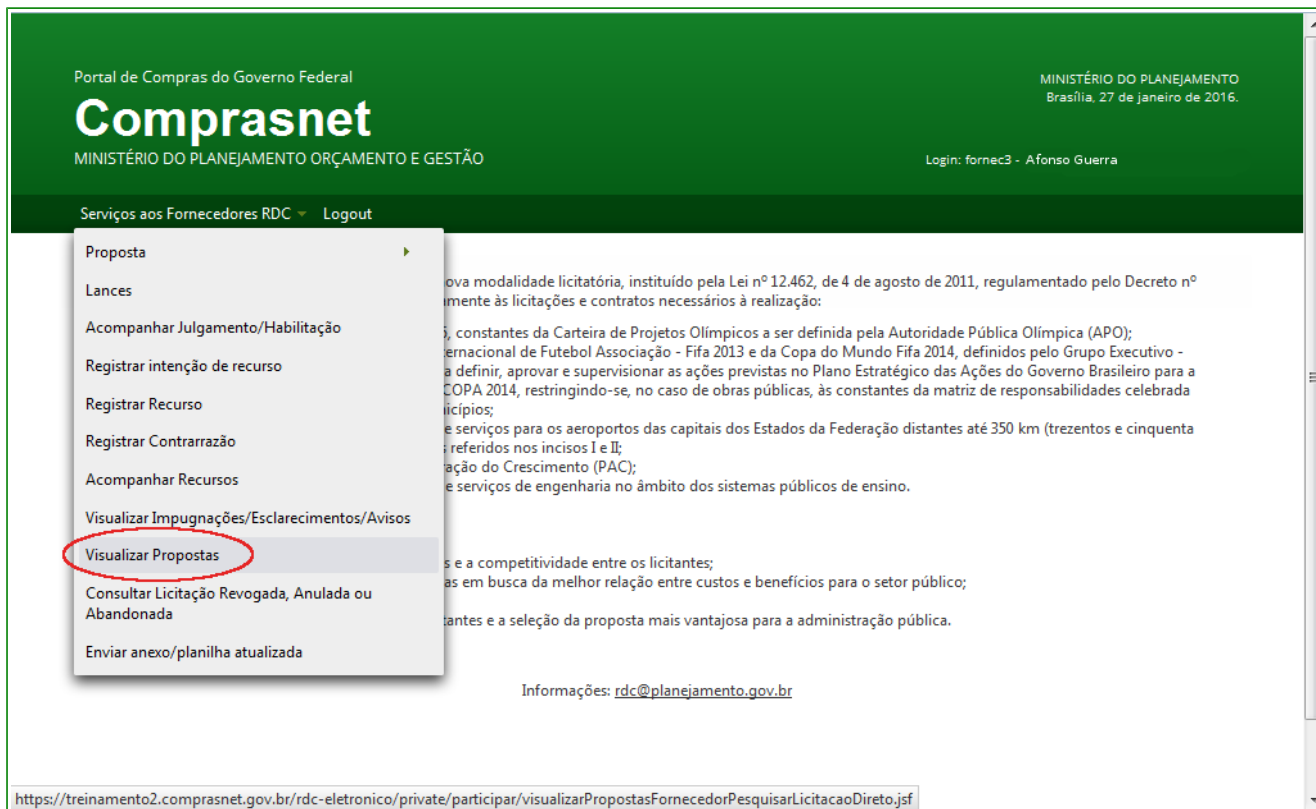 Portal de Compras do Governo Federal
Comprasnet
MINISTÉRIO DO PLANEJAMENTO ORÇAMENTO E GESTÃO
MINISTÉRIO DO PLANEJAMENTO
Brasília, 27 de janeiro de 2016.
Login: fornec3 - Afonso Guerra
Serviços aos Fornecedores RDC Logout
Proposta
Lances
Acompanhar Julgamento/Habilitação
Registrar intenção de recurso
Registrar Recurso
Registrar Contrarrazão
Acompanhar Recursos
Visualizar Impugnações/Esclarecimentos/Avisos
Visualizar Propostas
Consultar Licitação Revogada, Anulada ou
Abandonada
Enviar anexo/planilha atualizada
nova modalidade licitatória, instituído pela Lei nº 12.462, de 4 de agosto de 2011, regulamentado pelo Decreto nº
às licitações e contratos necessários à realização:
constantes da Carteira de Projetos Olímpicos a ser definida pela Autoridade Pública Olímpica (APO);
de Futebol Associação - Fifa 2013 e da Copa do Mundo Fifa 2014, definidos pelo Grupo Executivo -
a definir, aprovar e supervisionar as ações previstas no Plano Estratégico das Ações do Governo Brasileiro para a
COPA 2014, restringindo-se, no caso de obras públicas, às constantes da matriz de responsabilidades celebrada
nicípios;
e serviços para os aeroportos das capitais dos Estados da Federação distantes até 350 km (trezentos e cinquenta
s referidos nos incisos I e II;
ração do Crescimento (PAC);
e serviços de engenharia no âmbito dos sistemas públicos de ensino.
s e a competitividade entre os licitantes;
as em busca da melhor relação entre custos e benefícios para o setor público;
tantes e a seleção da proposta mais vantajosa para a administração pública.
Informações: rdc@planejamento.gov.br
https://treinamento2.comprasnet.gov.br/rdc-eletronico/private/participar/visualizarPropostasFornecedorPesquisarLicitacaoDireto.jsf